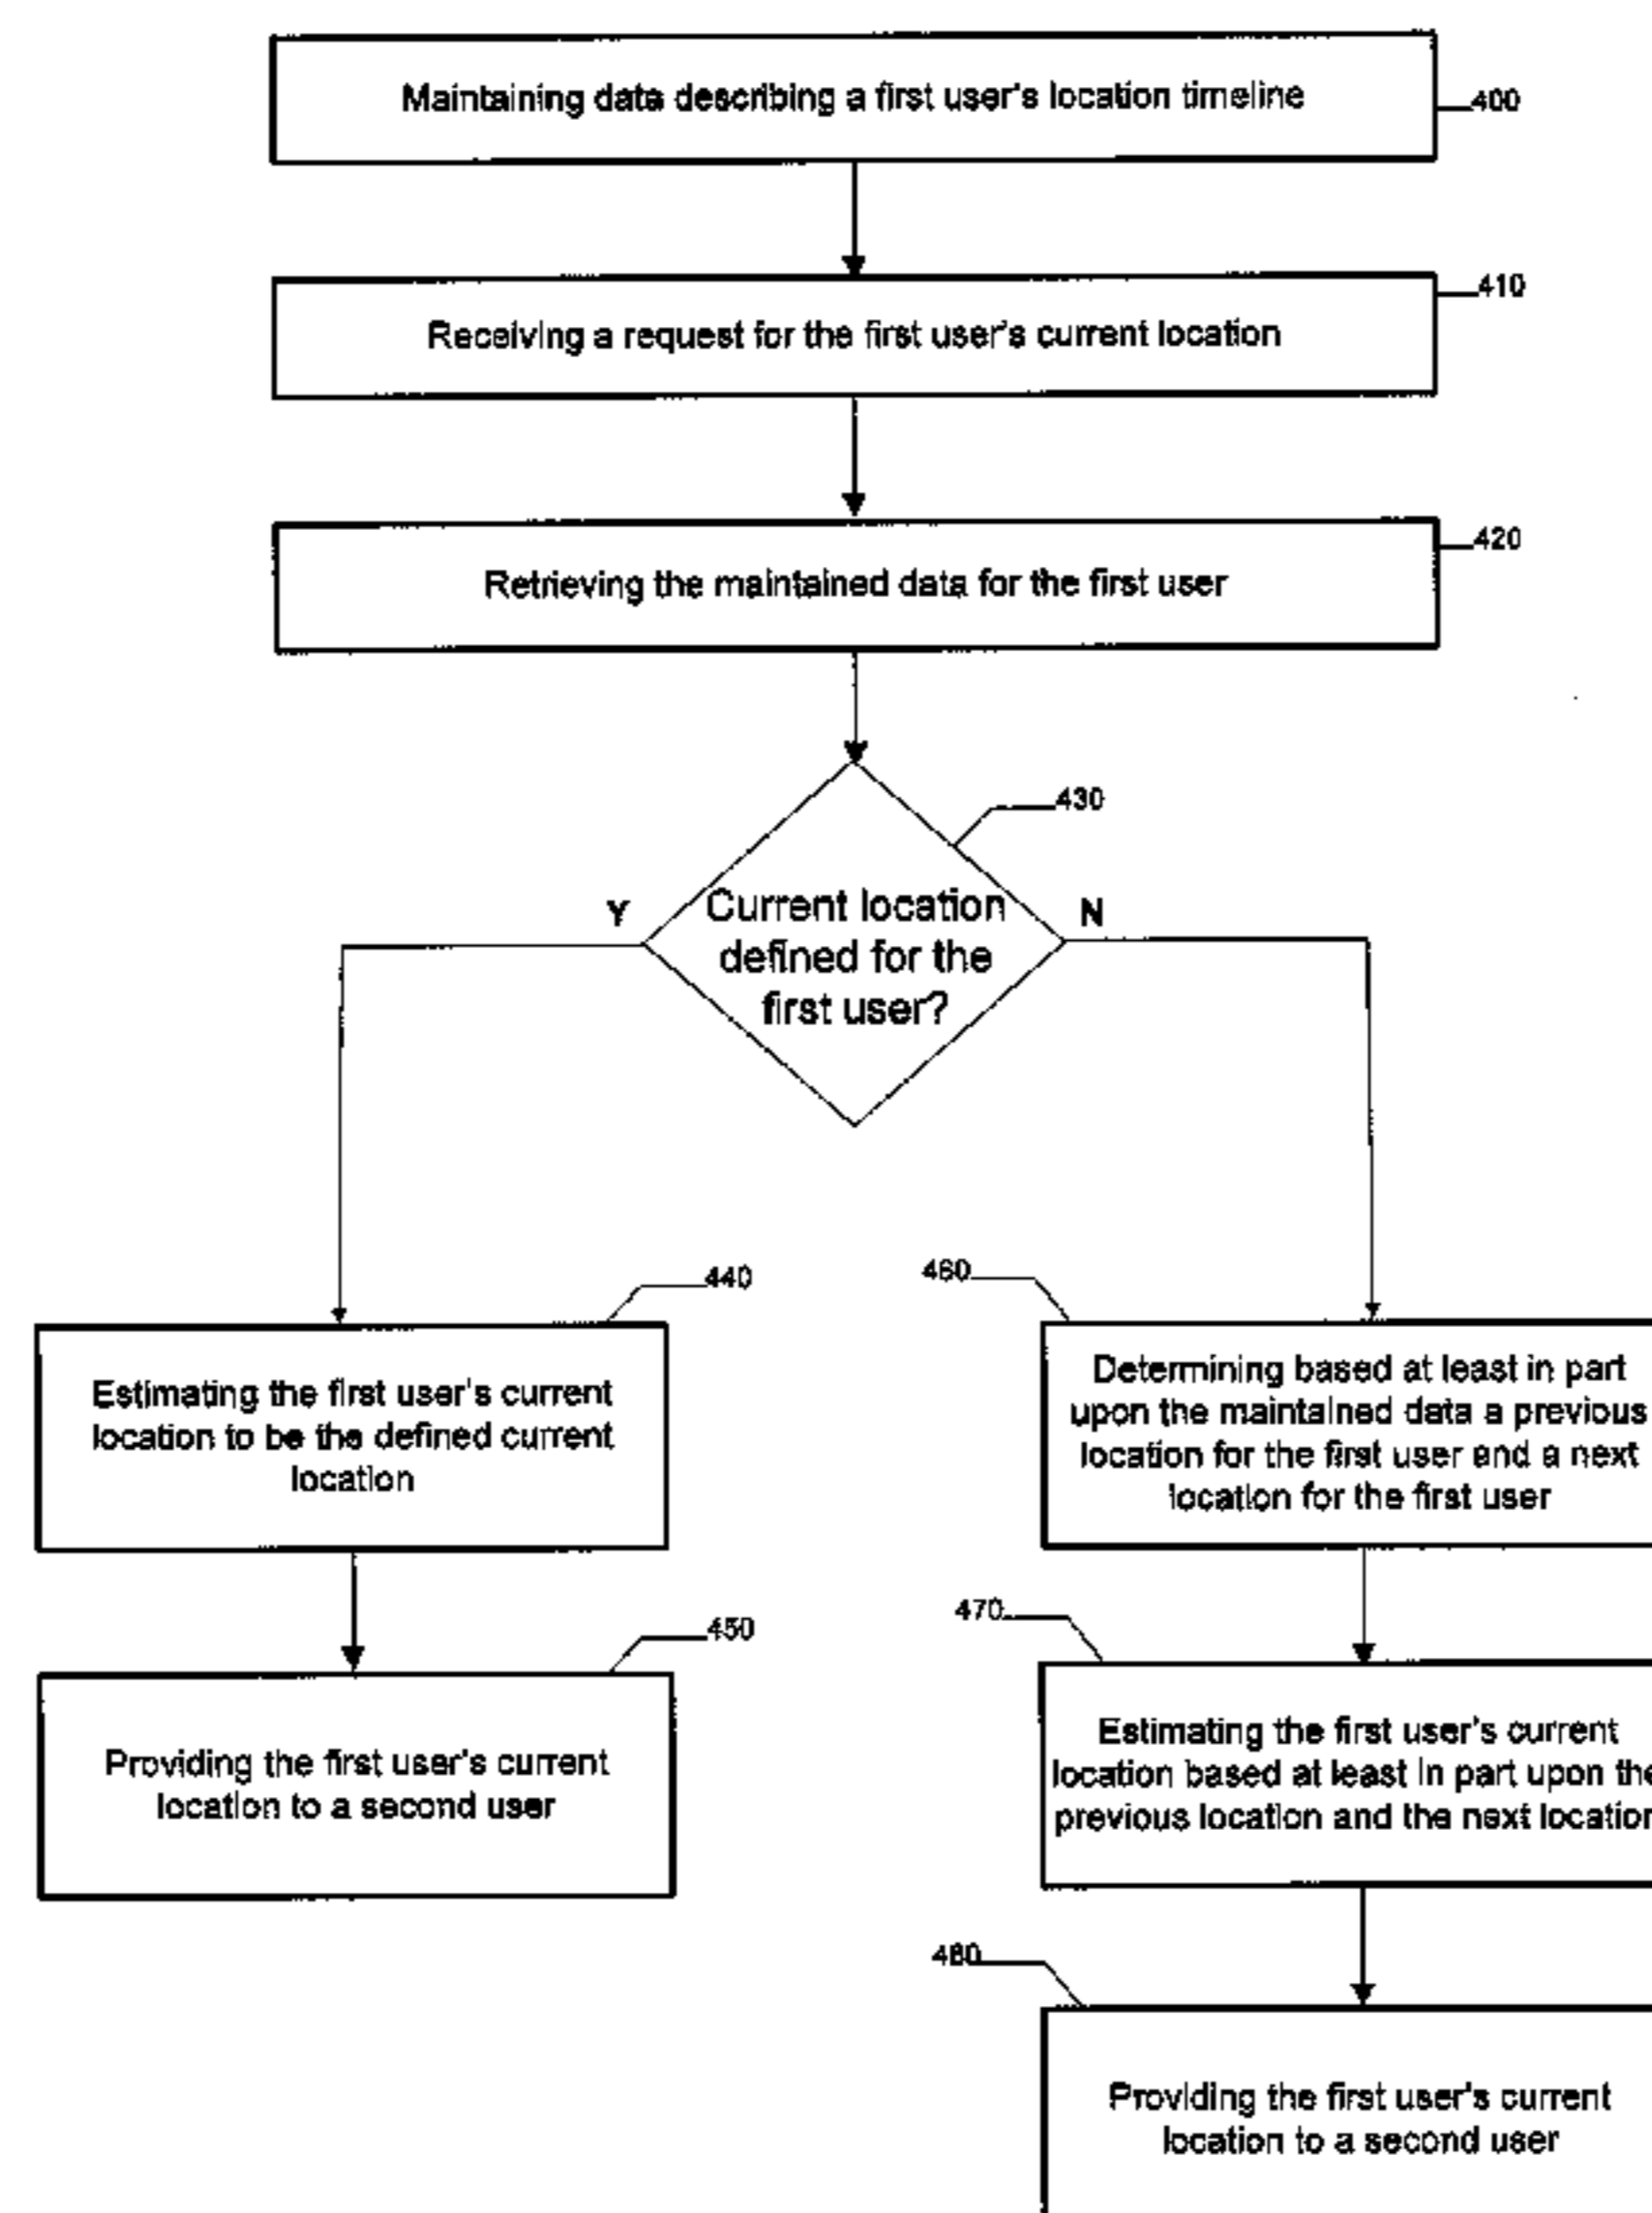 Maintaining data describing a first user's location timeline
400
Receiving a request for the first user's current location
410
Retrieving the maintained data for the first user
420
430
Y
N
Current location
defined for the
first user?
440
Estimating the first user's current
location to be the defined current
location
450
Providing the first user's current
location to a second user
460
Determining based at least in part
upon the maintained data a previous
location for the first user and a next
location for the first user
470
Estimating the first user's current
location based at least in part upon the
previous location and the next location
480
Providing the first user's current
location to a second user